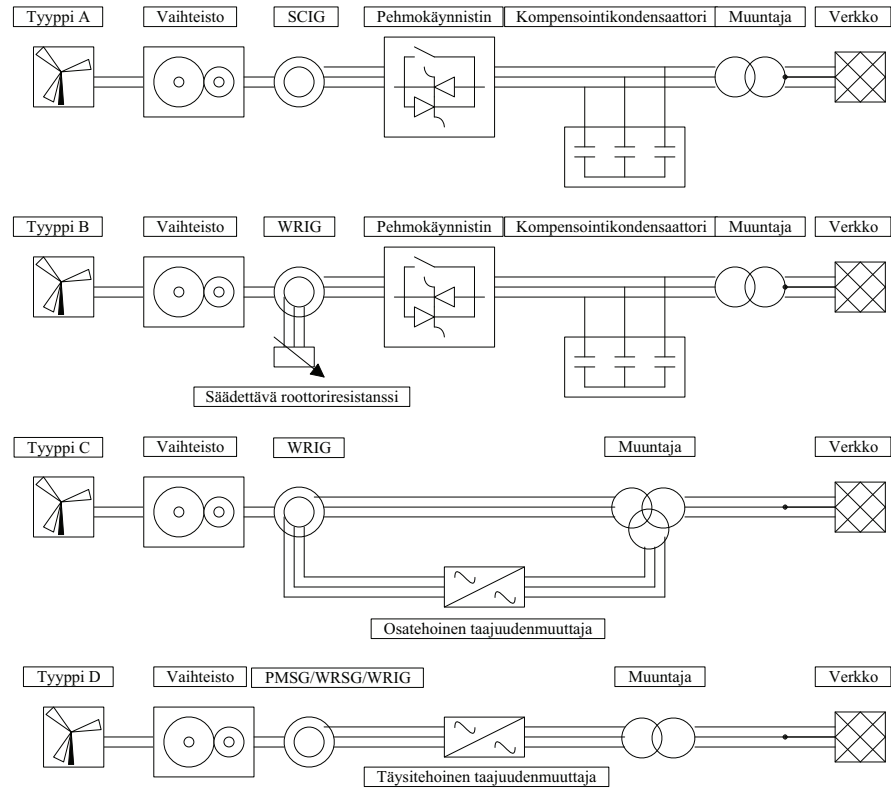 Tyyppi A Vaihteisto SCIG Pehmokäynnistin Kompensointikondensaattori Muuntaja Verkko
Tyyppi B Vaihteisto WRIG Pehmokäynnistin Kompensointikondensaattori Muuntaja Verkko
Säädettävä roottoriresistanssi
Tyyppi C Vaihteisto WRIG Muuntaja Verkko
Osatehoinen taajuudenmuuttaja
Tyyppi D Vaihteisto PMSG/WRSG/WRIG Muuntaja Verkko
Täysitehoinen taajuudenmuuttaja